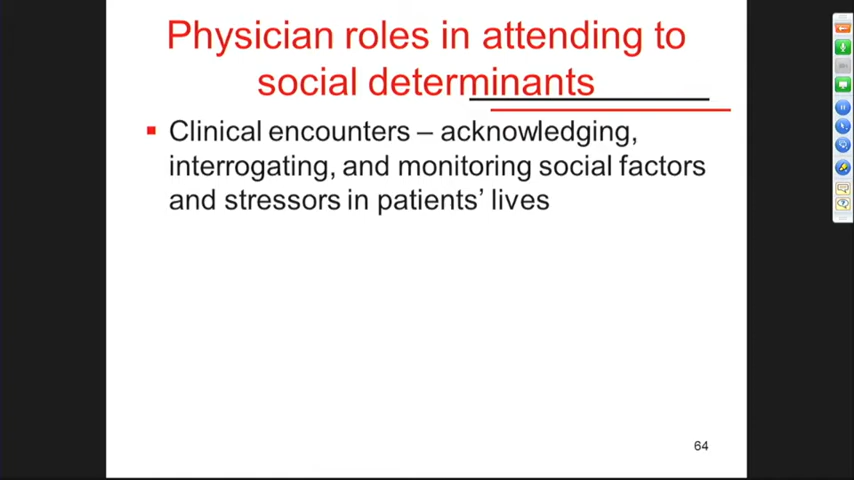 Physician roles in attending to
social determinants
▪ Clinical encounters – acknowledging,
interrogating, and monitoring social factors
and stressors in patients’ lives
64